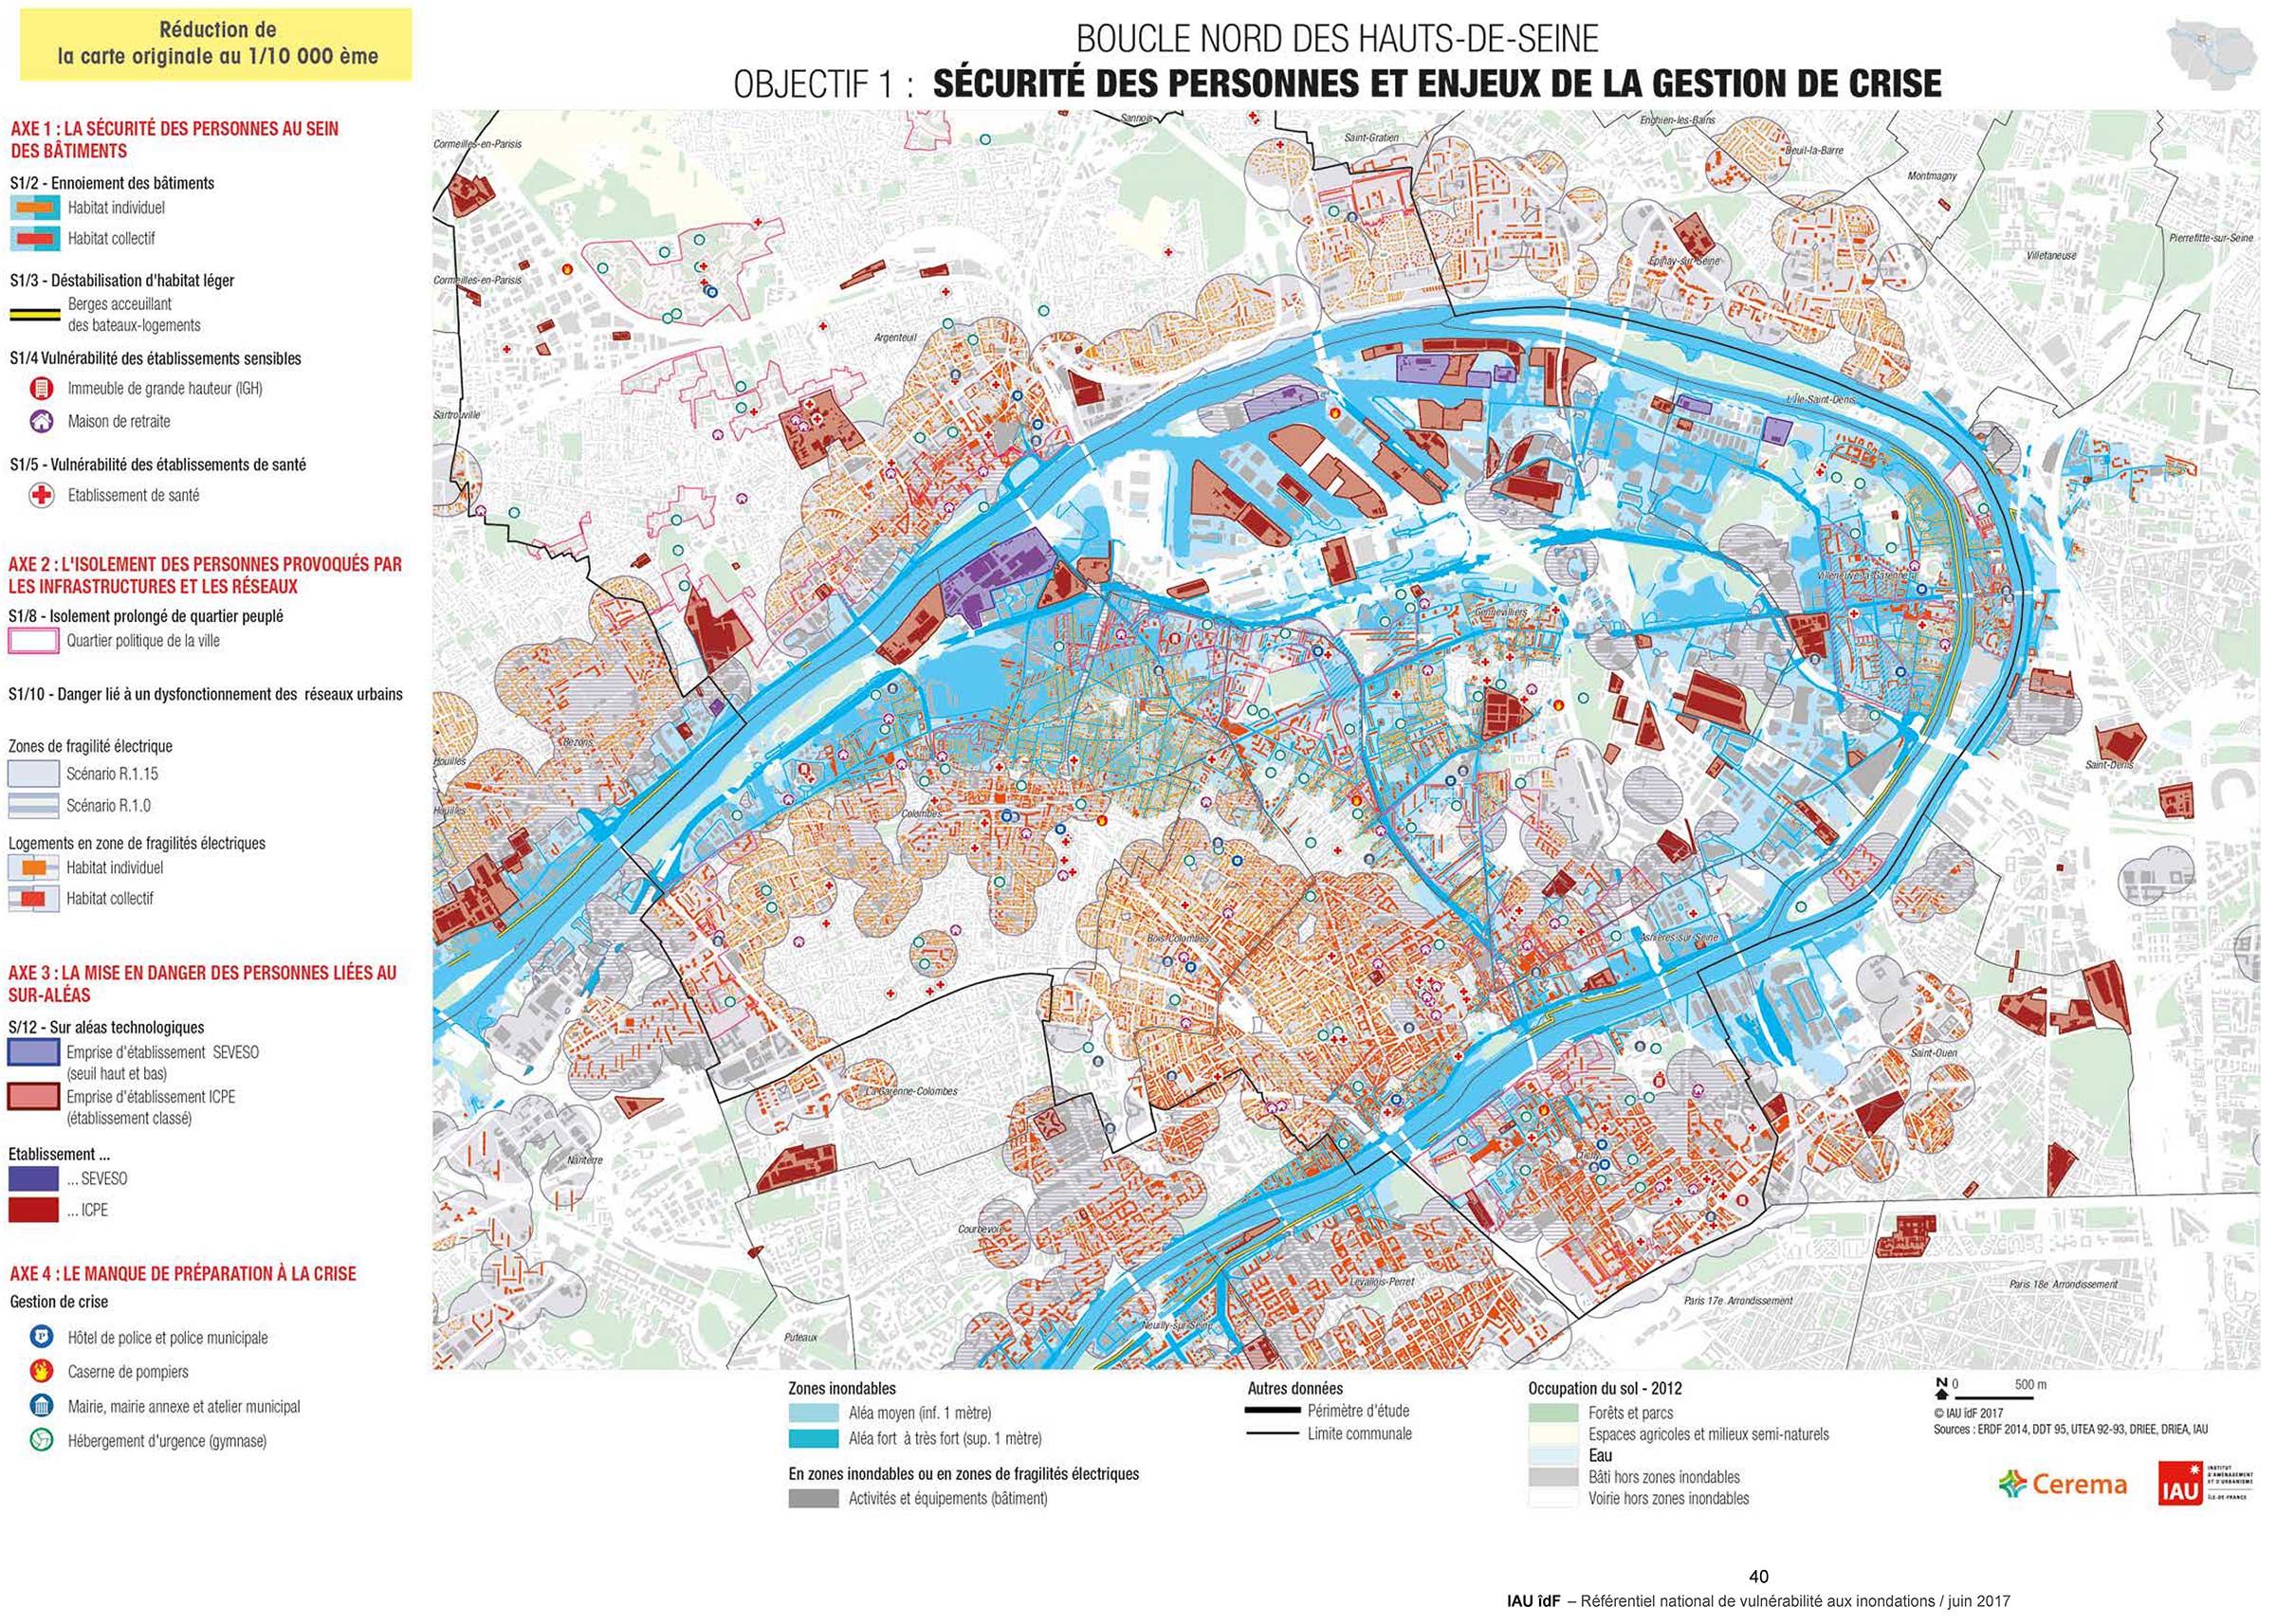 Réduction de
la carte originale au 1/10 000 ème
BOUCLE NORD DES HAUTS-DE-SEINE
OBJECTIF 1 : SÉCURITÉ DES PERSONNES ET ENJEUX DE LA GESTION DE CRISE
AXE 1 : LA SÉCURITÉ DES PERSONNES AU SEIN
DES BÂTIMENTS
S1/2 - Ennoiement des bâtiments
Habitat individuel
Habitat collectif
S1/3 - Déstabilisation d'habitat léger
Berges acceuillant
des bateaux-logements
S1/4 Vulnérabilité des établissements sensibles
Immeuble de grande hauteur (IGH)
Maison de retraite
S1/5 - Vulnérabilité des établissements de santé
Etablissement de santé
AXE 2 : L'ISOLEMENT DES PERSONNES PROVOQUÉS PAR
LES INFRASTRUCTURES ET LES RÉSEAUX
S1/8 - Isolement prolongé de quartier peuplé
Quartier politique de la ville
S1/10 - Danger lié à un dysfonctionnement des réseaux urbains
Zones de fragilité électrique
Scénario R.1.15
Scénario R.1.0
Logements en zone de fragilités électriques
Habitat individuel
Habitat collectif
AXE 3 : LA MISE EN DANGER DES PERSONNES LIÉES AU
SUR-ALÉAS
S/12 - Sur aléas technologiques
Emprise d'établissement SEVESO
(seuil haut et bas)
Emprise d'établissement ICPE
(établissement classé)
Etablissement ...
... SEVESO
... ICPE
AXE 4 : LE MANQUE DE PRÉPARATION À LA CRISE
Gestion de crise
Hôtel de police et police municipale
Caserne de pompiers
Mairie, mairie annexe et atelier municipal
Hébergement d'urgence (gymnase)
Sannois
Enghien-les-Bains
Cormeilles-en-Parisis
Saint-Gratien
Deuil-la-Barre
Montmagny
Pierrefitte-sur-Seine
Villetaneuse
Épinay-sur-Seine
Cormeilles-en-Parisis
Argenteuil
L'Île-Saint-Denis
Sartrouville
Villeneuve-la-Garenne
Gennevilliers
Bezons
Houilles
Saint-Denis
Houilles
Colombes
Bois-Colombes
Asnières-sur-Seine
Saint-Ouen
La Garenne-Colombes
Nanterre
Clichy
Courbevoie
Levallois-Perret
Paris 18e Arrondissement
Paris 17e Arrondissement
Neuilly-sur-Seine
Puteaux
Zones inondables
Aléa moyen (inf. 1 mètre)
Aléa fort à très fort (sup. 1 mètre)
En zones inondables ou en zones de fragilités électriques
Activités et équipements (bâtiment)
Autres données
Périmètre d'étude
Limite communale
Occupation du sol - 2012
Forêts et parcs
Espaces agricoles et milieux semi-naturels
Eau
Bâti hors zones inondables
Voirie hors zones inondables
N 0 500 m
© IAU îdF 2017
Sources : ERDF 2014, DDT 95, UTEA 92-93, DRIEE, DRIEA, IAU
Cerema
IAU
INSTITUT
D'AMÉNAGEMENT
ET D'URBANISME
ÎLE-DE-FRANCE
40
IAU îdF – Référentiel national de vulnérabilité aux inondations / juin 2017